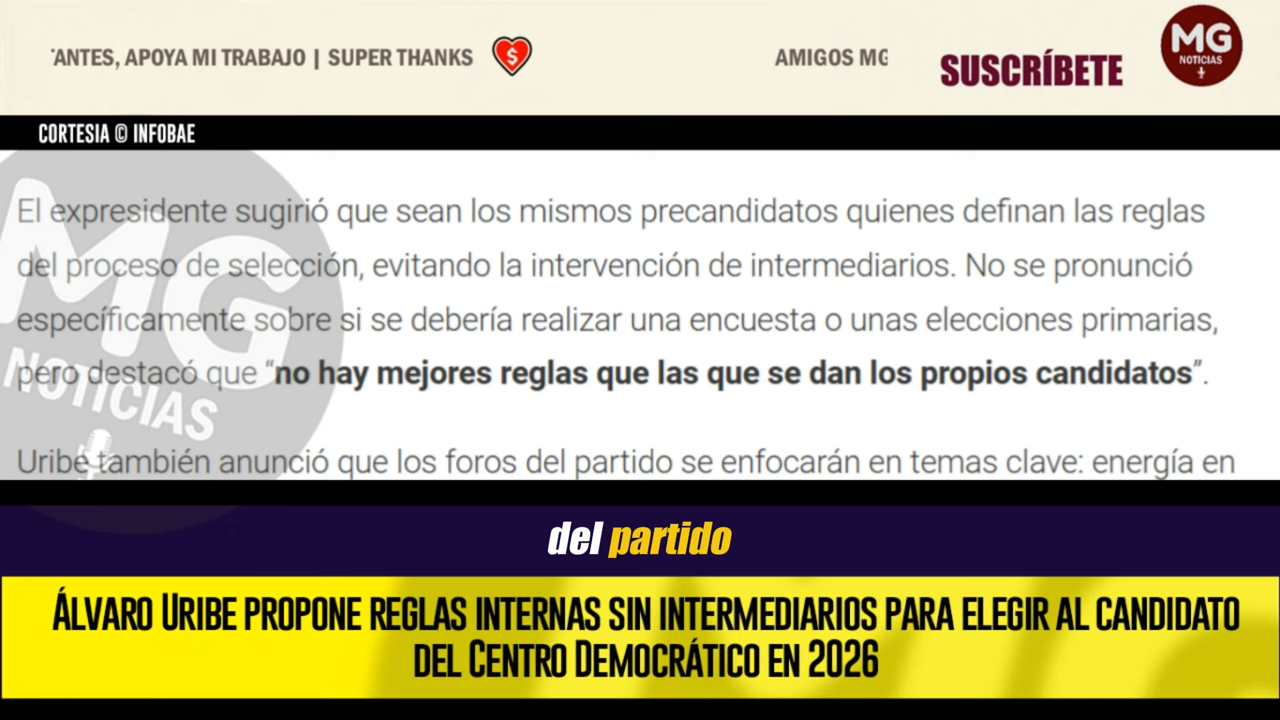 'ANTES, APOYA MI TRABAJO | SUPER THANKS
AMIGOS MG
SUSCRÍBETE
MG
NOTICIAS
CORTESIA © INFOBAE
El expresidente sugirió que sean los mismos precandidatos quienes definan las reglas
del proceso de selección, evitando la intervención de intermediarios. No se pronunció
específicamente sobre si se debería realizar una encuesta o unas elecciones primarias,
pero destacó que “no hay mejores reglas que las que se dan los propios candidatos”.
Uribe también anunció que los foros del partido se enfocarán en temas clave: energía en
MG
NOTICIAS
del partido
ÁLVARO URIBE PROPONE REGLAS INTERNAS SIN INTERMEDIARIOS PARA ELEGIR AL CANDIDATO
DEL CENTRO DEMOCRÁTICO EN 2026